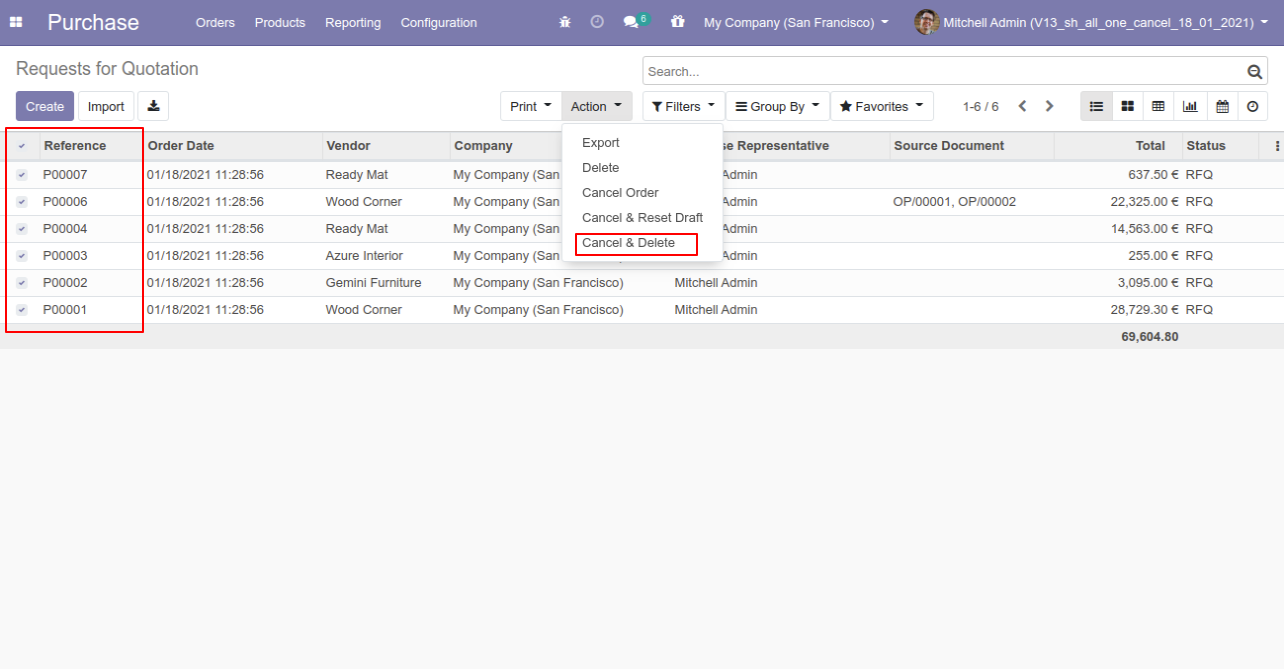 Purchase Orders Products Reporting Configuration 6 My Company (San Francisco) Mitchell Admin (V13_sh_all_one_cancel_18_01_2021)
Requests for Quotation Search...
Create Import Print Action Filters Group By Favorites 1-6 / 6
Reference Order Date Vendor Company se Representative Source Document Total Status
P00007 01/18/2021 11:28:56 Ready Mat My Company (San Admin 637.50 € RFQ
P00006 01/18/2021 11:28:56 Wood Corner My Company (San Admin OP/00001, OP/00002 22,325.00 € RFQ
P00004 01/18/2021 11:28:56 Ready Mat My Company (San Admin 14,563.00 € RFQ
P00003 01/18/2021 11:28:56 Azure Interior My Company (San Admin 255.00 € RFQ
P00002 01/18/2021 11:28:56 Gemini Furniture My Company (San Francisco) Mitchell Admin 3,095.00 € RFQ
P00001 01/18/2021 11:28:56 Wood Corner My Company (San Francisco) Mitchell Admin 28,729.30 € RFQ
69,604.80
Export
Delete
Cancel Order
Cancel & Reset Draft
Cancel & Delete